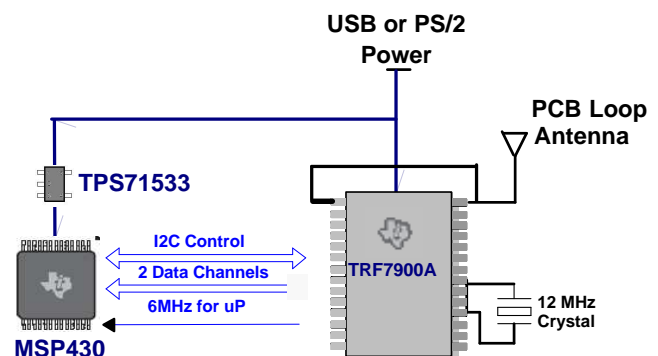 USB or PS/2
Power
PCB Loop
Antenna
TPS71533
I2C Control
2 Data Channels
6MHz for uP
TRF7900A
12 MHz
Crystal
MSP430